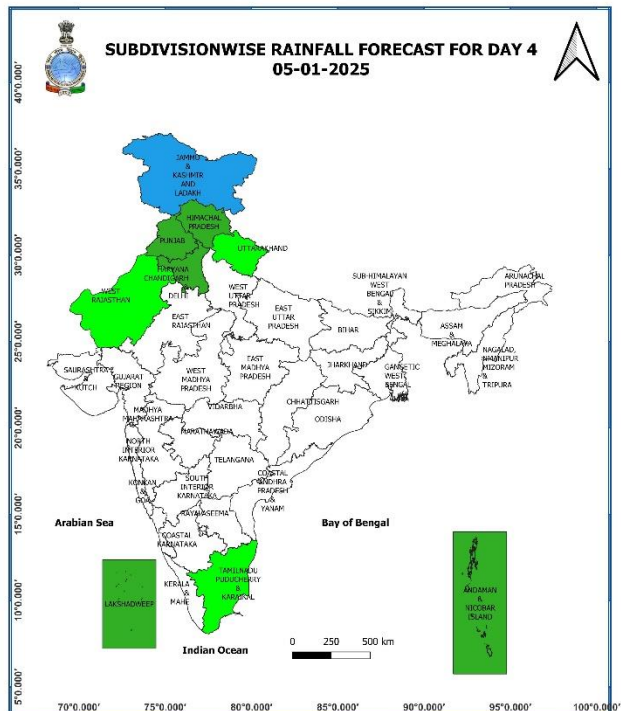 SUBDIVISIONWISE RAINFALL FORECAST FOR DAY 4
05-01-2025
40°0.000'
35°0.000'
30°0.000'
25°0.000'
20°0.000'
15°0.000'
10°0.000'
5°0.000'
JAMMU
&
KASHMIR
AND
LADAKH
HIMACHAL
PRADESH
PUNJAB
UTTARAKHAND
HARYANA
CHANDIGARH
DELHI
WEST
RAJASTHAN
WEST
UTTAR
PRADESH
EAST
RAJASTHAN
EAST
UTTAR
PRADESH
SUB-HIMALAYAN
WEST
BENGAL
&
SIKKIM
ARUNACHAL
PRADESH
BIHAR
ASSAM
&
MEGHALAYA
NAGALAD,
MANIPUR
MIZORAM
&
TRIPURA
SAURASHTRA
&
KUTCH
GUJARAT
REGION
WEST
MADHYA
PRADESH
EAST
MADHYA
PRADESH
JHARKHAND
GANGETIC
WEST
BENGAL
CHHATTISGARH
ODISHA
VIDARBHA
MADHYA
MAHARASHTRA
MARATHAWADA
NORTH
INTERIOR
KARNATAKA
TELANGANA
KONKAN
&
GOA
SOUTH
INTERIOR
KARNATAKA
COASTAL
ANDHRA
PRADESH
&
YANAM
RAYALASEEMA
COASTAL
KARNATAKA
Arabian Sea
Bay of Bengal
KERALA
&
MAHE
TAMILNADU
PUDUCHERRY
&
KARAIKAL
LAKSHADWEEP
ANDAMAN
&
NICOBAR
ISLAND
Indian Ocean
0 250 500 km
70°0.000' 75°0.000' 80°0.000' 85°0.000' 90°0.000' 95°0.000' 100°0.000'